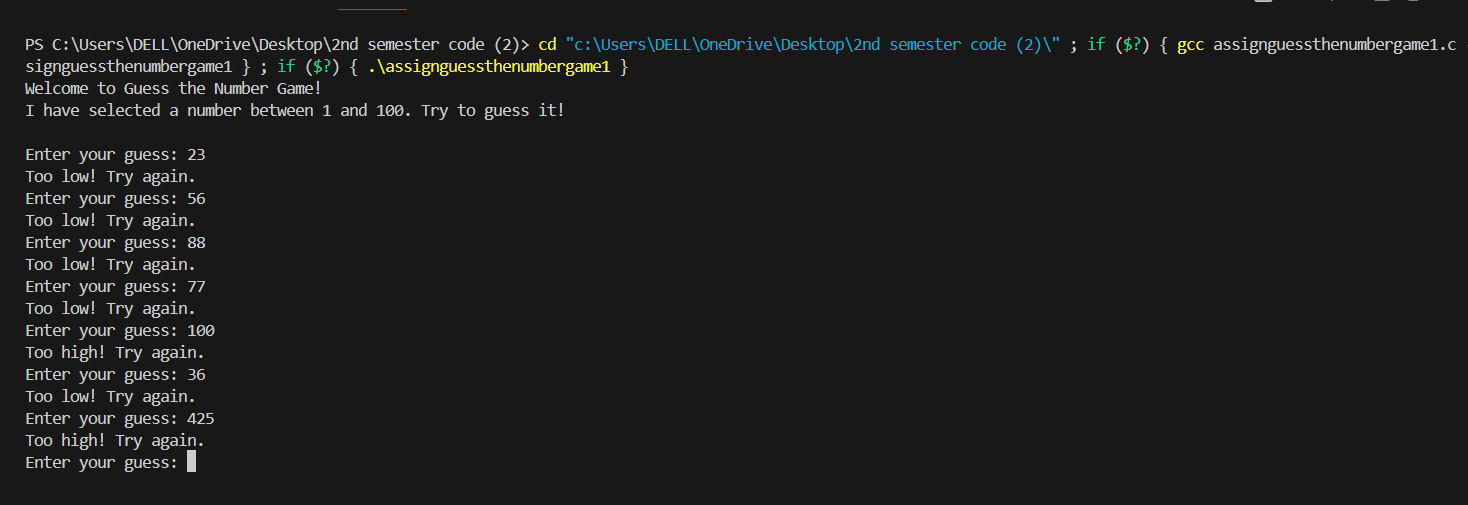 PS C:\Users\DELL\OneDrive\Desktop\2nd semester code (2)> cd "c:\Users\DELL\OneDrive\Desktop\2nd semester code (2)\" ; if ($?) { gcc assignguessthenumbergame1.c
signguessthenumbergame1 } ; if ($?) { .\assignguessthenumbergame1 }
Welcome to Guess the Number Game!
I have selected a number between 1 and 100. Try to guess it!
Enter your guess: 23
Too low! Try again.
Enter your guess: 56
Too low! Try again.
Enter your guess: 88
Too low! Try again.
Enter your guess: 77
Too low! Try again.
Enter your guess: 100
Too high! Try again.
Enter your guess: 36
Too low! Try again.
Enter your guess: 425
Too high! Try again.
Enter your guess: